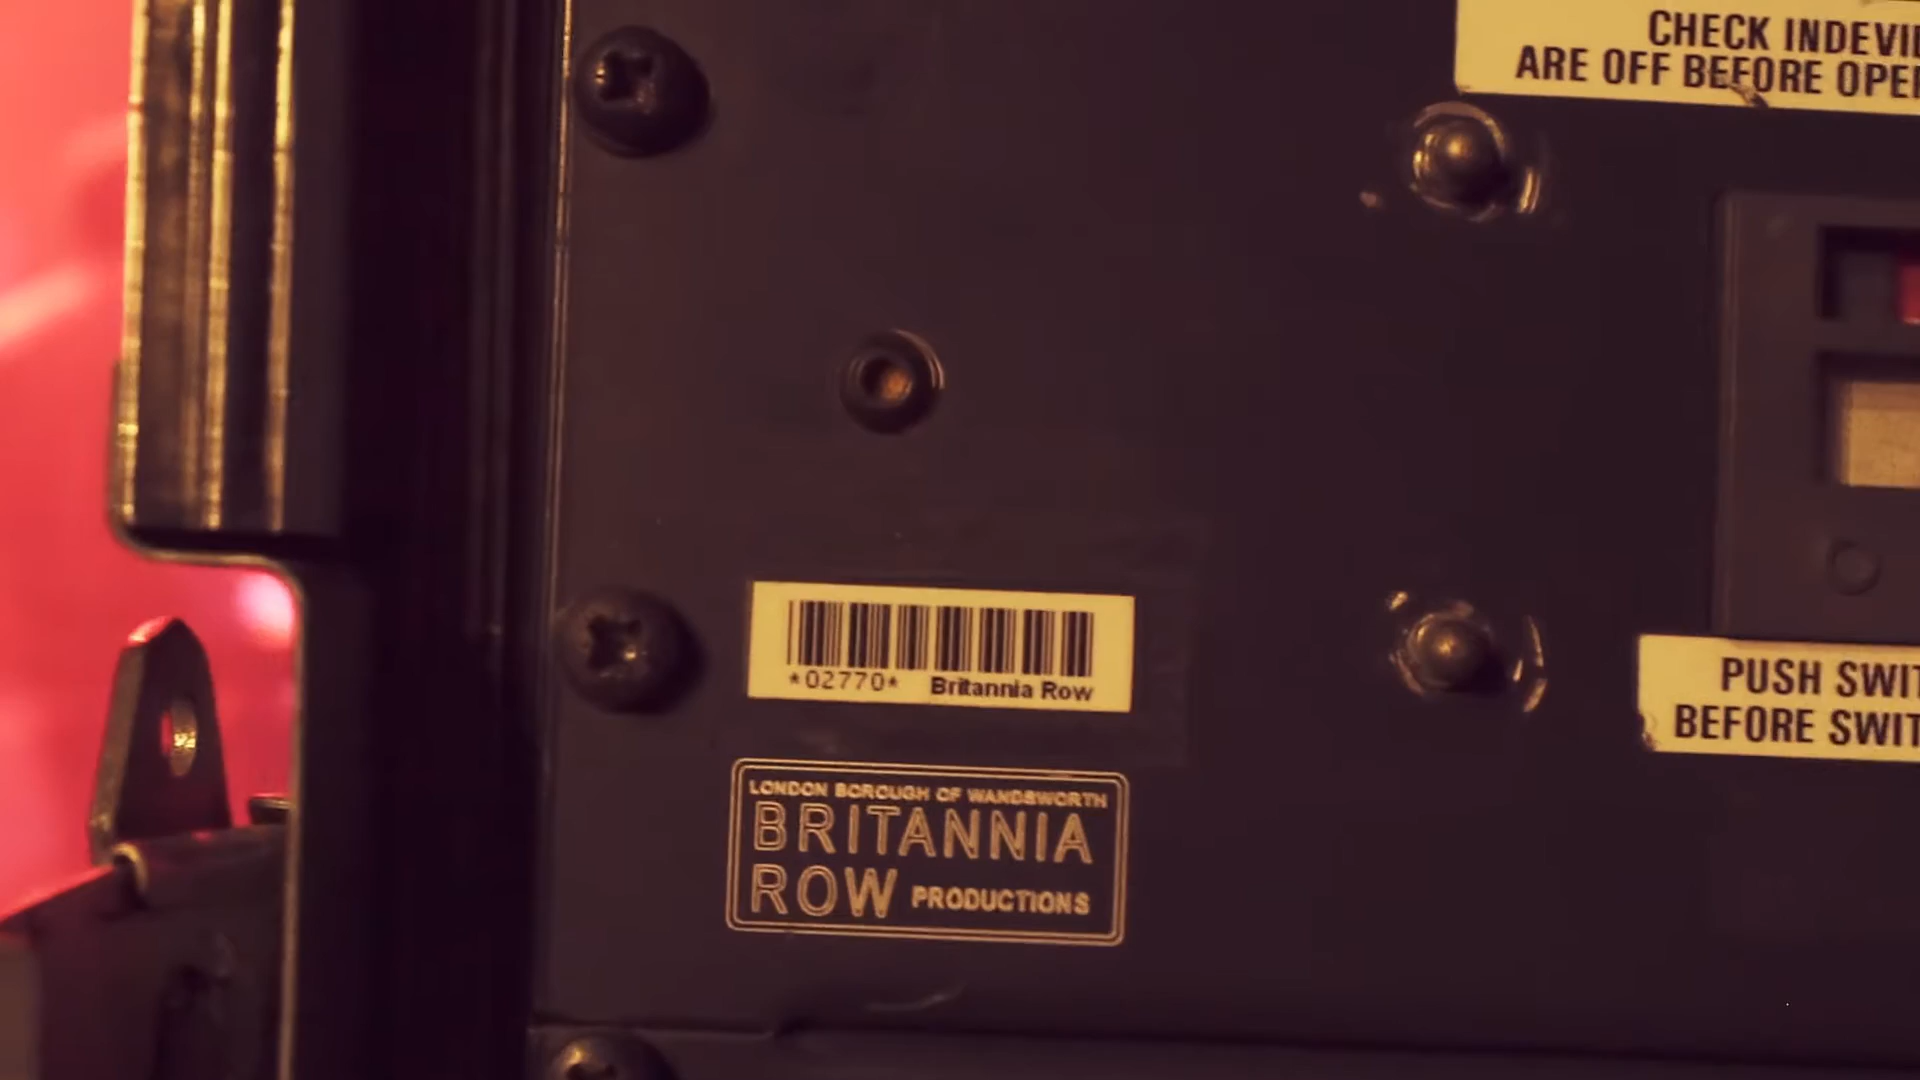 CHECK INDEVI
ARE OFF BEFORE OPE
*02770* Britannia Row
PUSH SWIT
BEFORE SWIT
LONDON BOROUGH OF WANDSWORTH
BRITANNIA
ROW PRODUCTIONS